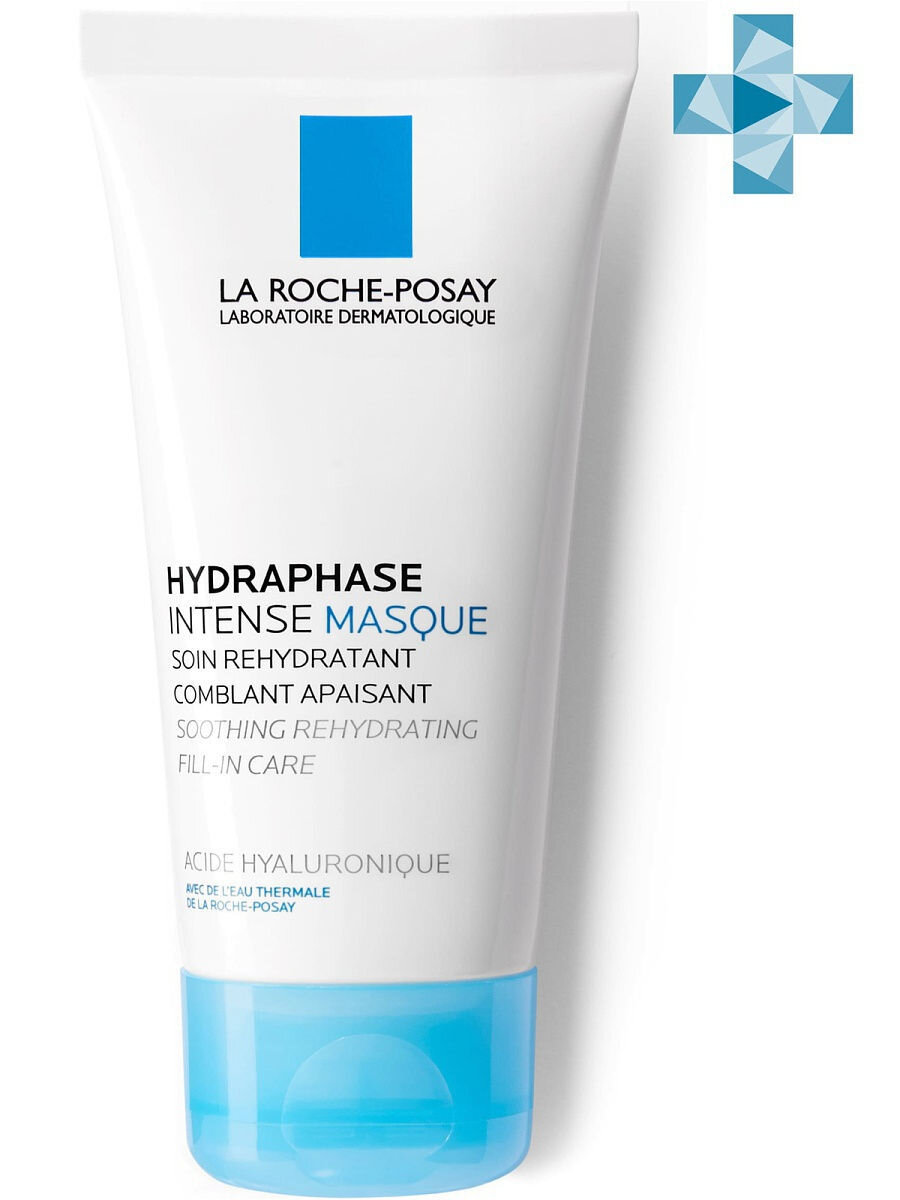 LA ROCHE-POSAY
LABORATOIRE DERMATOLOGIQUE
HYDRAPHASE
INTENSE MASQUE
SOIN REHYDRATANT
COMBLANT APAISANT
SOOTHING REHYDRATING
FILL-IN CARE
ACIDE HYALURONIQUE
AVEC DE L'EAU THERMALE
DE LA ROCHE-POSAY